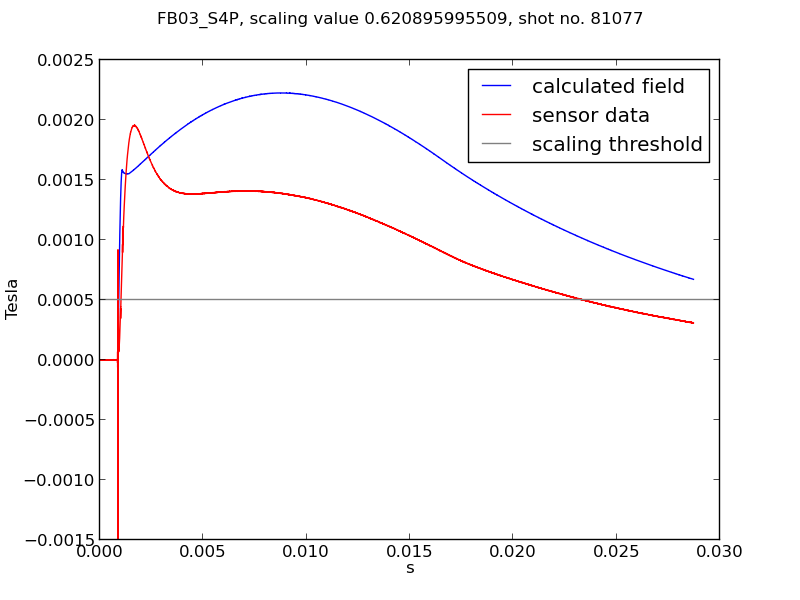 FB03_S4P, scaling value 0.620895995509, shot no. 81077
calculated field
sensor data
scaling threshold
Tesla
0.0025
0.0020
0.0015
0.0010
0.0005
0.0000
−0.0005
−0.0010
−0.0015
0.000 0.005 0.010 0.015 0.020 0.025 0.030
s